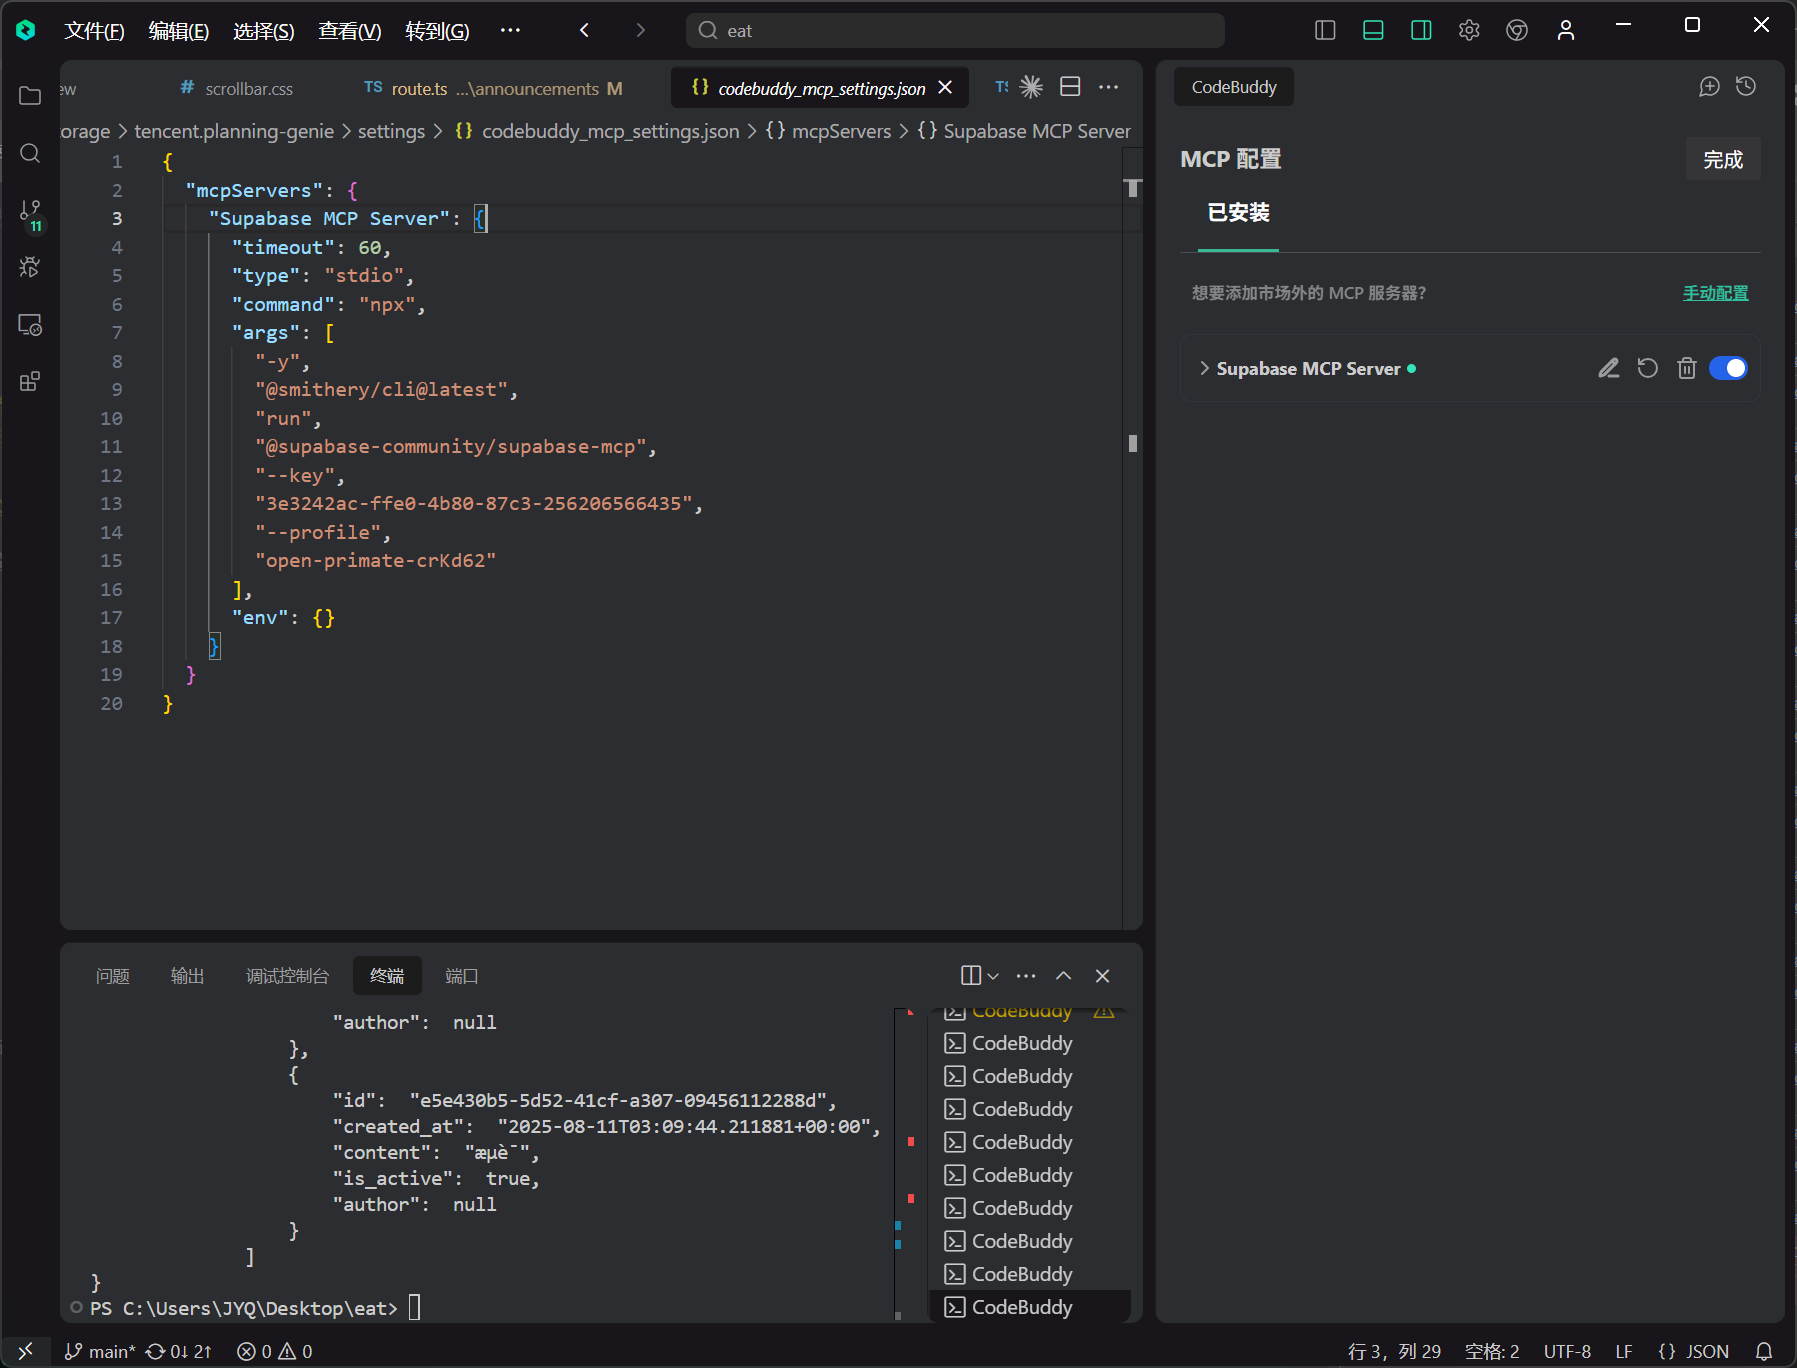 文件(F) 编辑(E) 选择(S) 查看(V) 转到(G) ··· eat
ew # scrollbar.css TS route.ts ...\announcements M {} codebuddy_mcp_settings.json TS
orage > tencent.planning-genie > settings > {} codebuddy_mcp_settings.json > {} mcpServers > {} Supabase MCP Server
1 {
2 "mcpServers": {
3 "Supabase MCP Server": {
4 "timeout": 60,
5 "type": "stdio",
6 "command": "npx",
7 "args": [
8 "-y",
9 "@smithery/cli@latest",
10 "run",
11 "@supabase-community/supabase-mcp",
12 "--key",
13 "3e3242ac-ffe0-4b80-87c3-256206566435",
14 "--profile",
15 "open-primate-crKd62"
16 ],
17 "env": {}
18 }
19 }
20 }
11
CodeBuddy
MCP 配置 完成
已安装
想要添加市场外的 MCP 服务器? 手动配置
Supabase MCP Server
问题 输出 调试控制台 终端 端口
"author": null
},
{
"id": "e5e430b5-5d52-41cf-a307-09456112288d",
"created_at": "2025-08-11T03:09:44.211881+00:00",
"content": "æµè¯",
"is_active": true,
"author": null
}
]
}
PS C:\Users\JYQ\Desktop\eat>
CodeBuddy
CodeBuddy
CodeBuddy
CodeBuddy
CodeBuddy
CodeBuddy
CodeBuddy
CodeBuddy
CodeBuddy
CodeBuddy
main* 0↓ 2↑ 0 0 行 3，列 29 空格: 2 UTF-8 LF {} JSON